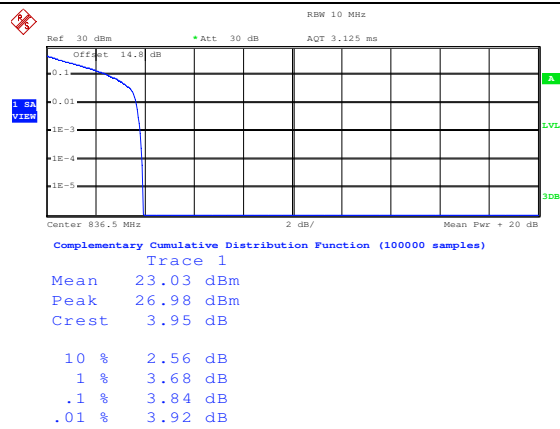 RBW 10 MHz
Ref 30 dBm * Att 30 dB AQT 3.125 ms
Offset 14.8 dB
0.1
A
1 SA
VIEW
0.01
1E-3
LVL
1E-4
1E-5
3DB
Center 836.5 MHz 2 dB/ Mean Pwr + 20 dB
Complementary Cumulative Distribution Function (100000 samples)
Trace 1
Mean 23.03 dBm
Peak 26.98 dBm
Crest 3.95 dB
10 % 2.56 dB
1 % 3.68 dB
.1 % 3.84 dB
.01 % 3.92 dB